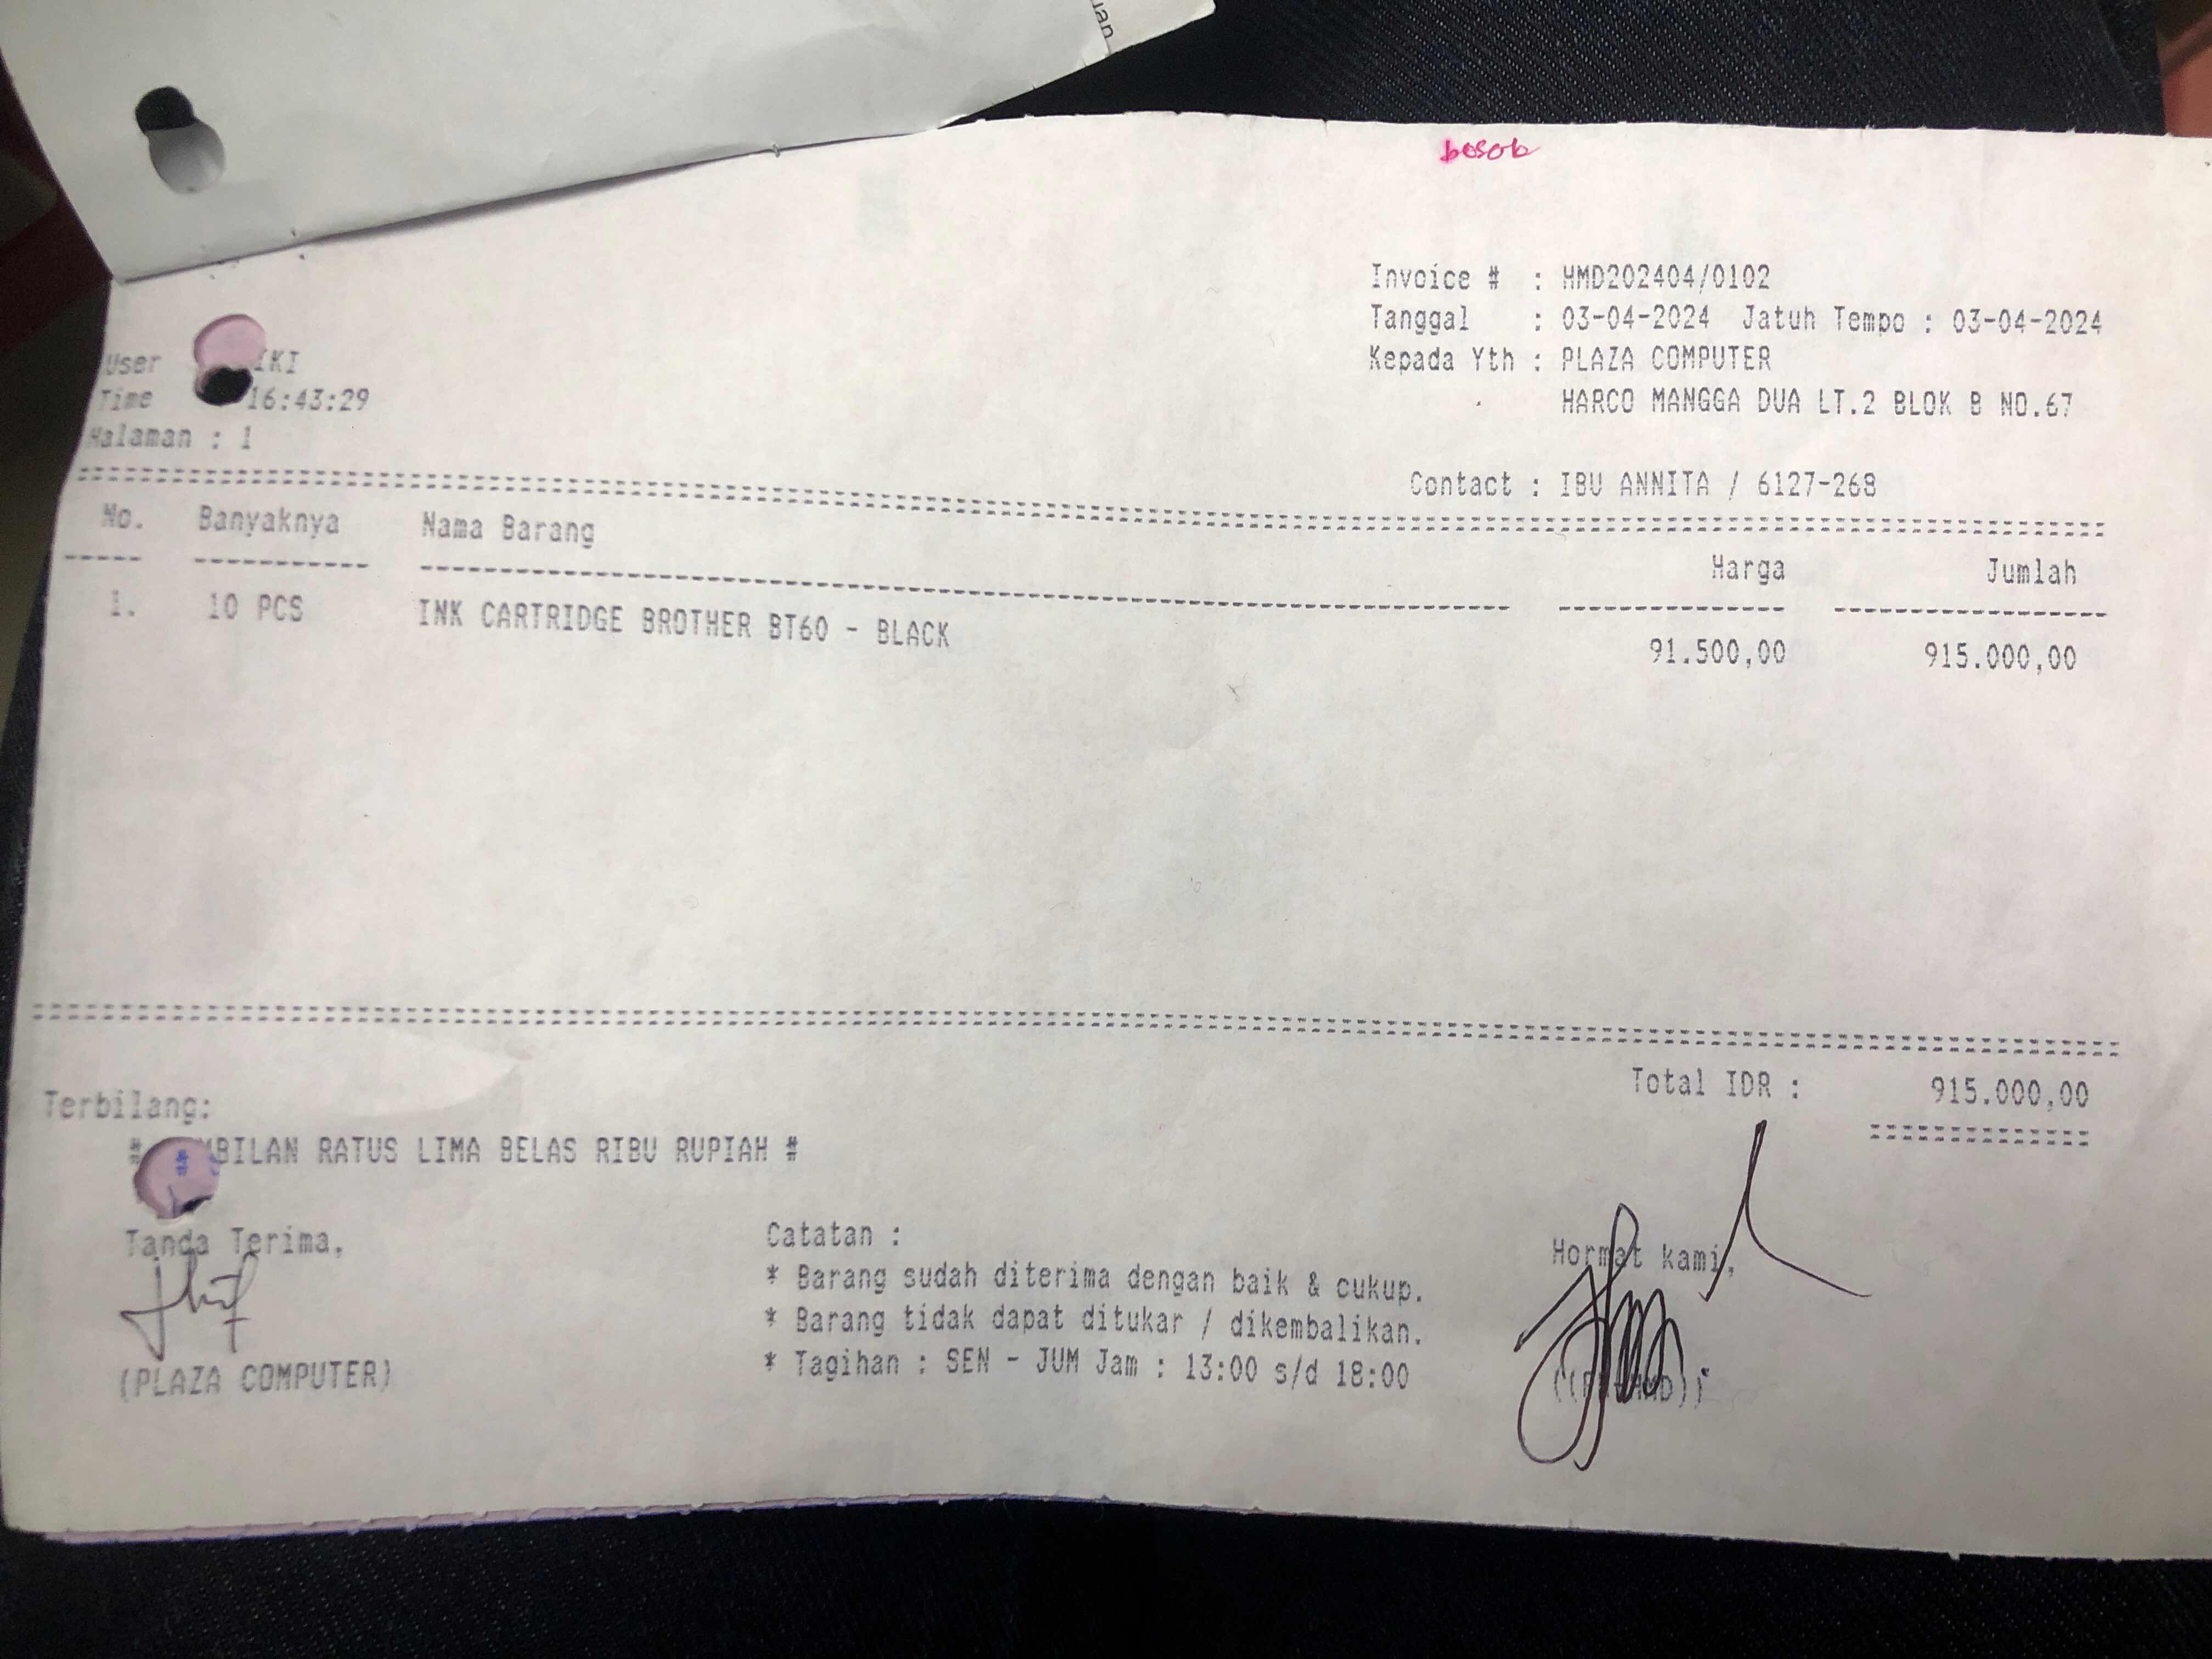 uan
besok
Invoice # : HMD202404/0102
Tanggal : 03-04-2024 Jatuh Tempo : 03-04-2024
Kepada Yth : PLAZA COMPUTER
HARCO MANGGA DUA LT.2 BLOK B NO.67
Contact : IBU ANNITA / 6127-268
User IKI
Time 16:43:29
Halaman : 1
No. Banyaknya Nama Barang Harga Jumlah
1. 10 PCS INK CARTRIDGE BROTHER BT60 - BLACK 91.500,00 915.000,00
Total IDR : 915.000,00
Terbilang:
# MBILAN RATUS LIMA BELAS RIBU RUPIAH #
Tanda Terima,
(PLAZA COMPUTER)
Catatan :
* Barang sudah diterima dengan baik & cukup.
* Barang tidak dapat ditukar / dikembalikan.
* Tagihan : SEN - JUM Jam : 13:00 s/d 18:00
Hormat kami,